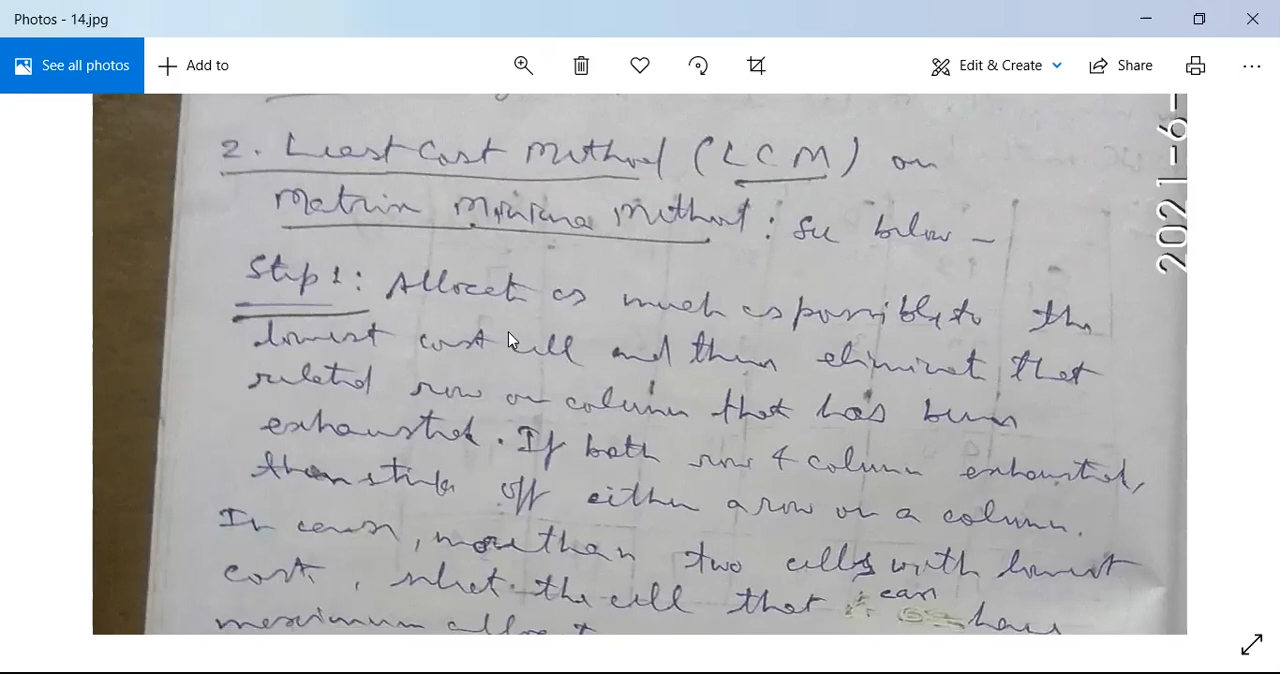 Photos - 14.jpg
See all photos
Add to
Edit & Create
Share
2. Least Cost Method (LCM) or
Matrix Minima Method: See below -
Step 1: Allocate as much as possible to the
lowest cost cell and then eliminate that
related row or column that has been
exhausted. If both row & column exhausted,
then strike off either a row or a column.
In case, more than two cells with lowest
cost, select the cell that can have
maximum
2021-6-